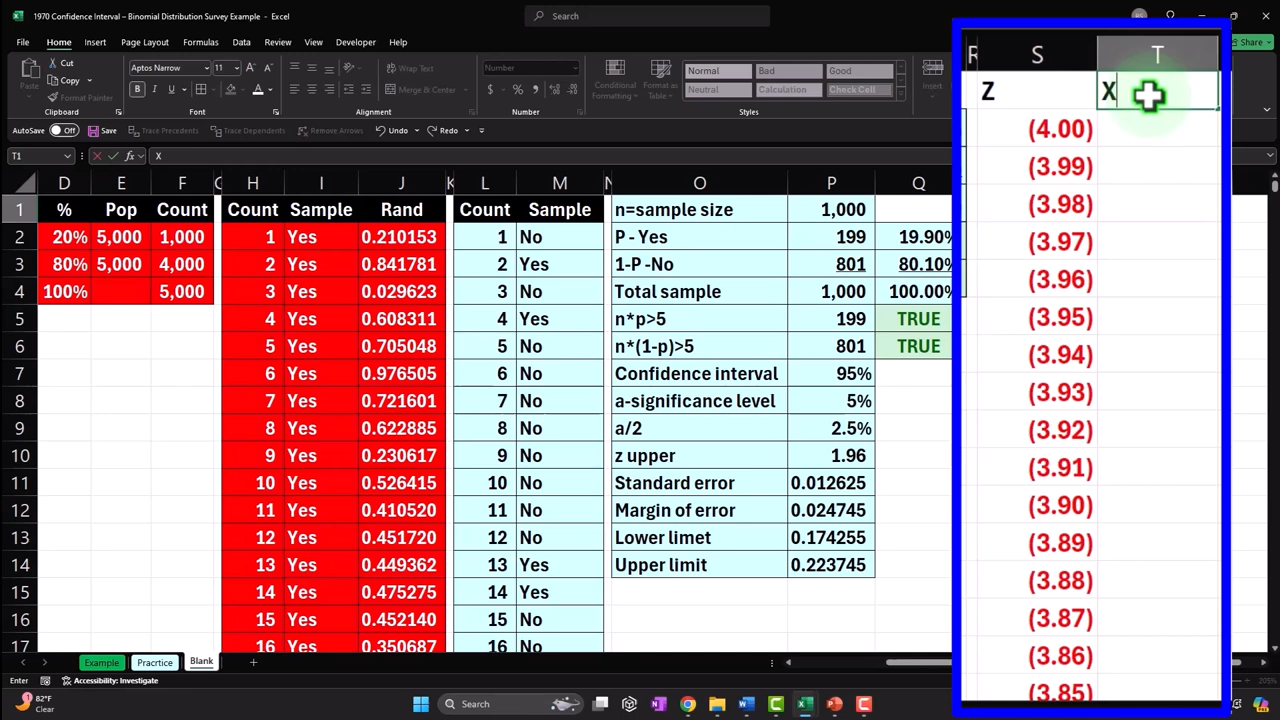 1970 Confidence Interval – Binomial Distribution Survey Example - Excel
Search
BS
File Home Insert Page Layout Formulas Data Review View Developer Help
Share
Paste
Cut
Copy
Format Painter
Clipboard
Aptos Narrow 11
B I U
Font
Merge & Center
Alignment
Number
Number
Conditional Formatting
Format as Table
Normal Bad Good
Neutral Calculation Check Cell
Styles
AutoSave Off Save Trace Precedents Trace Dependents Remove Arrows Undo Redo
T1 fx X
D E F G H I J K L M N O P Q R S T
1 % Pop Count Count Sample Rand Count Sample n=sample size 1,000 Z X
2 20% 5,000 1,000 1 Yes 0.210153 1 No P - Yes 199 19.90% (4.00)
3 80% 5,000 4,000 2 Yes 0.841781 2 Yes 1-P -No 801 80.10% (3.99)
4 100% 5,000 3 Yes 0.029623 3 No Total sample 1,000 100.00% (3.98)
5 4 Yes 0.608311 4 Yes n*p>5 199 TRUE (3.97)
6 5 Yes 0.705048 5 No n*(1-p)>5 801 TRUE (3.96)
7 6 Yes 0.976505 6 No Confidence interval 95% (3.95)
8 7 Yes 0.721601 7 No a-significance level 5% (3.94)
9 8 Yes 0.622885 8 No a/2 2.5% (3.93)
10 9 Yes 0.230617 9 No z upper 1.96 (3.92)
11 10 Yes 0.526415 10 No Standard error 0.012625 (3.91)
12 11 Yes 0.410520 11 No Margin of error 0.024745 (3.90)
13 12 Yes 0.451720 12 No Lower limet 0.174255 (3.89)
14 13 Yes 0.449362 13 Yes Upper limit 0.223745 (3.88)
15 14 Yes 0.475275 14 Yes (3.87)
16 15 Yes 0.452140 15 No (3.86)
17 16 Yes 0.350687 16 No (3.85)
Example Pracrtice Blank
Enter Accessibility: Investigate 205%
82°F
Clear
Search